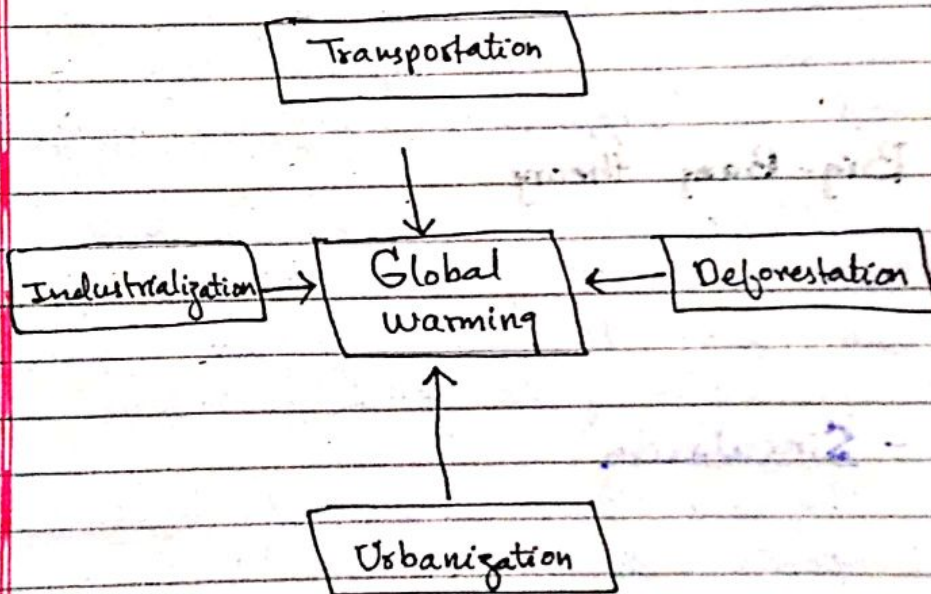 Transportation
Industrialization
Global
warming
Deforestation
Urbanization